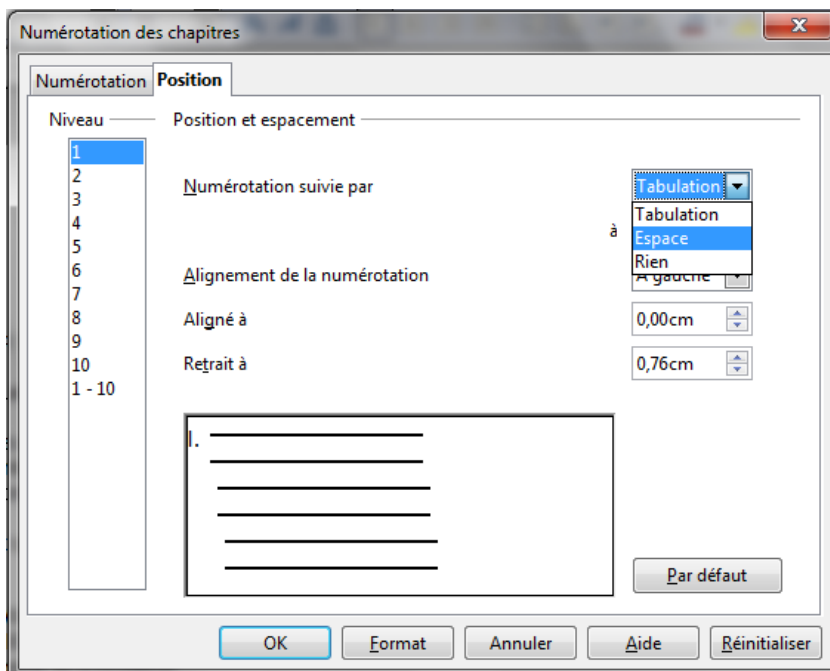 Numérotation des chapitres
Numérotation Position
Niveau Position et espacement
1
2
3
4
5
6
7
8
9
10
1 - 10
Numérotation suivie par Tabulation
Tabulation
à Espace
Rien
Alignement de la numérotation À gauche
Aligné à 0,00cm
Retrait à 0,76cm
I.
Par défaut
OK Format Annuler Aide Réinitialiser